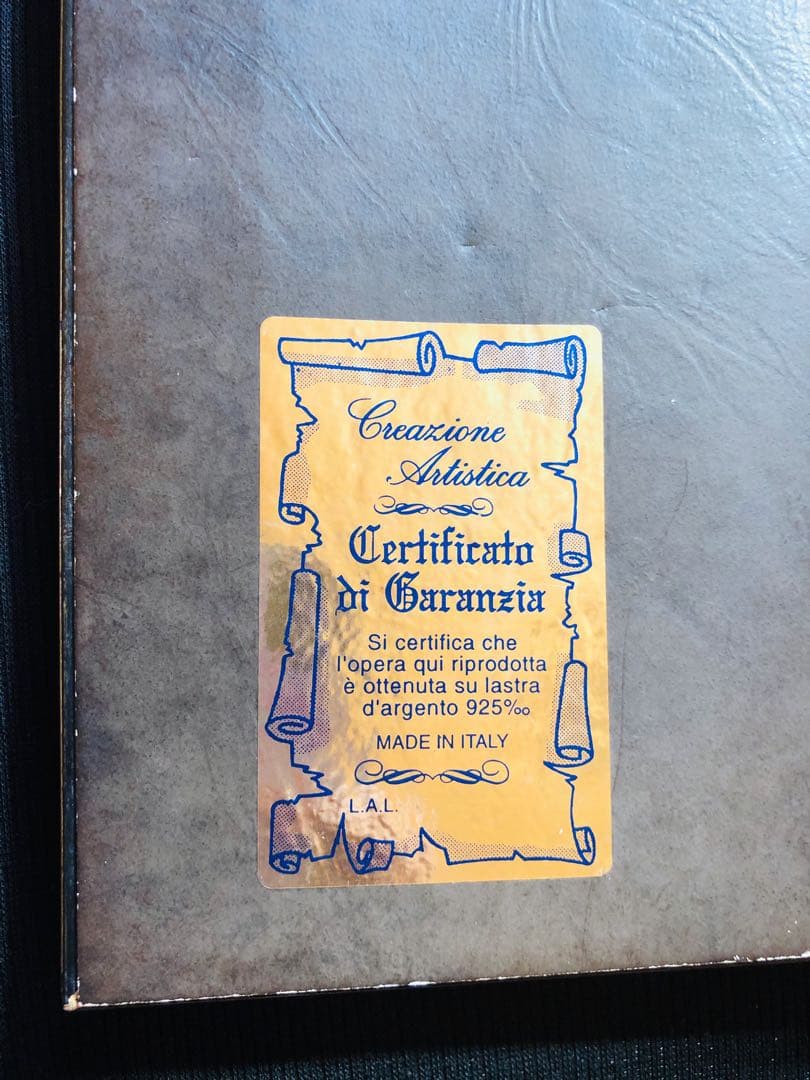 Creazione
Artistica
Certificato
di Garanzia
Si certifica che
l'opera qui riprodotta
è ottenuta su lastra
d'argento 925‰
MADE IN ITALY
L.A.L.